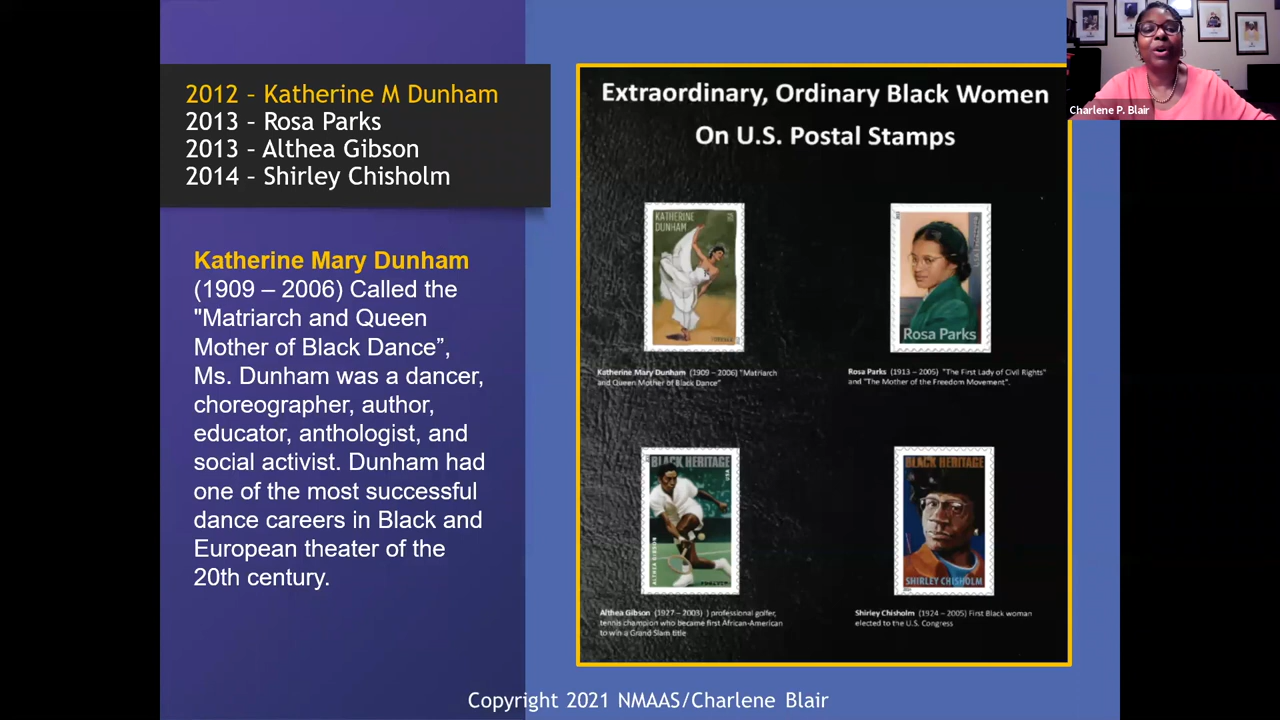 2012 – Katherine M Dunham
2013 – Rosa Parks
2013 – Althea Gibson
2014 – Shirley Chisholm
Katherine Mary Dunham
(1909 – 2006) Called the
"Matriarch and Queen
Mother of Black Dance”,
Ms. Dunham was a dancer,
choreographer, author,
educator, anthologist, and
social activist. Dunham had
one of the most successful
dance careers in Black and
European theater of the
20th century.
Extraordinary, Ordinary Black Women
On U.S. Postal Stamps
KATHERINE
DUNHAM
Katherine Mary Dunham (1909 – 2006) "Matriarch
and Queen Mother of Black Dance"
Rosa Parks
Rosa Parks (1913 – 2005) "The First Lady of Civil Rights"
and "The Mother of the Freedom Movement".
BLACK HERITAGE
USA
ALTHEA GIBSON
Althea Gibson (1927 – 2003) ) professional golfer,
tennis champion who became first African-American
to win a Grand Slam title
BLACK HERITAGE
SHIRLEY CHISHOLM
Shirley Chisholm (1924 – 2005) First Black woman
elected to the U.S. Congress
Copyright 2021 NMAAS/Charlene Blair
Charlene P. Blair